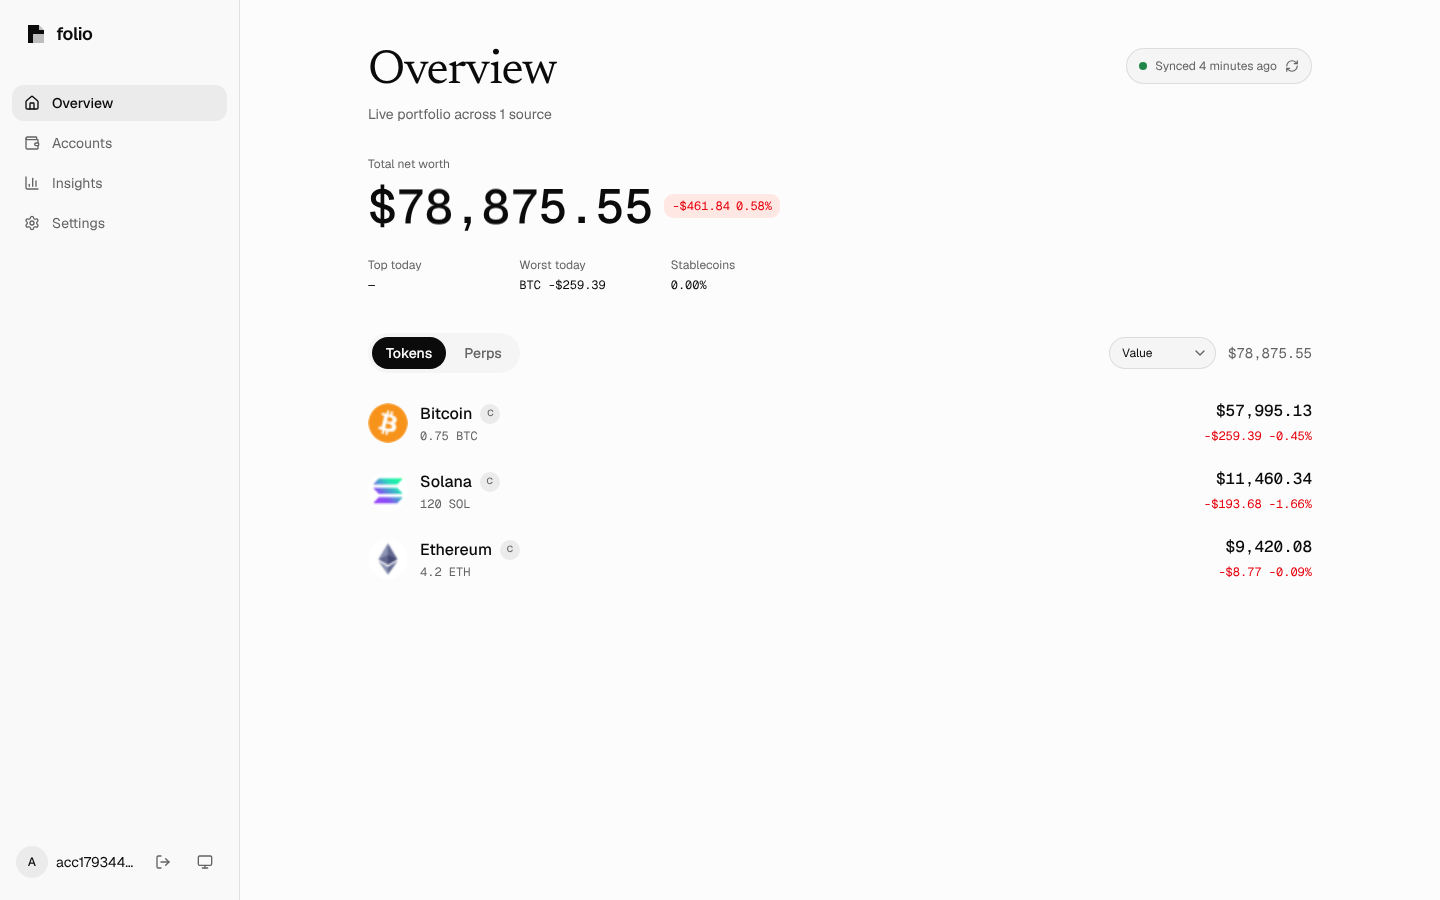 folio
Overview
Accounts
Insights
Settings
A
acc179344...
Overview
Synced 4 minutes ago
Live portfolio across 1 source
Total net worth
$78,875.55
-$461.84 0.58%
Top today
Worst today
Stablecoins
—
BTC -$259.39
0.00%
Tokens
Perps
Value
$78,875.55
Bitcoin C
$57,995.13
0.75 BTC
-$259.39 -0.45%
Solana C
$11,460.34
120 SOL
-$193.68 -1.66%
Ethereum C
$9,420.08
4.2 ETH
-$8.77 -0.09%